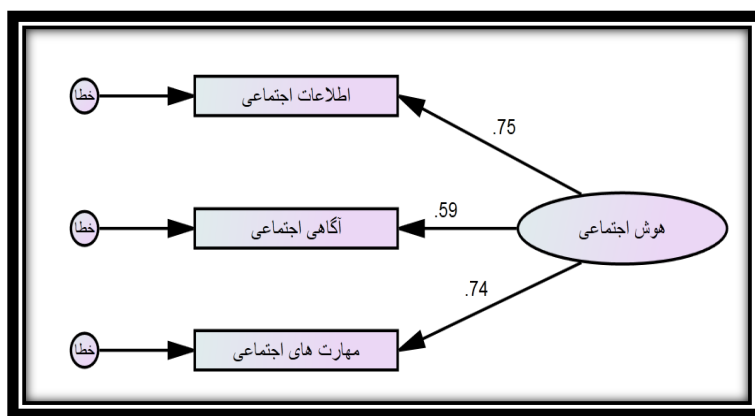 خطا
اطلاعات اجتماعی
.75
خطا
آگاهی اجتماعی
.59
هوش اجتماعی
.74
خطا
مهارت های اجتماعی